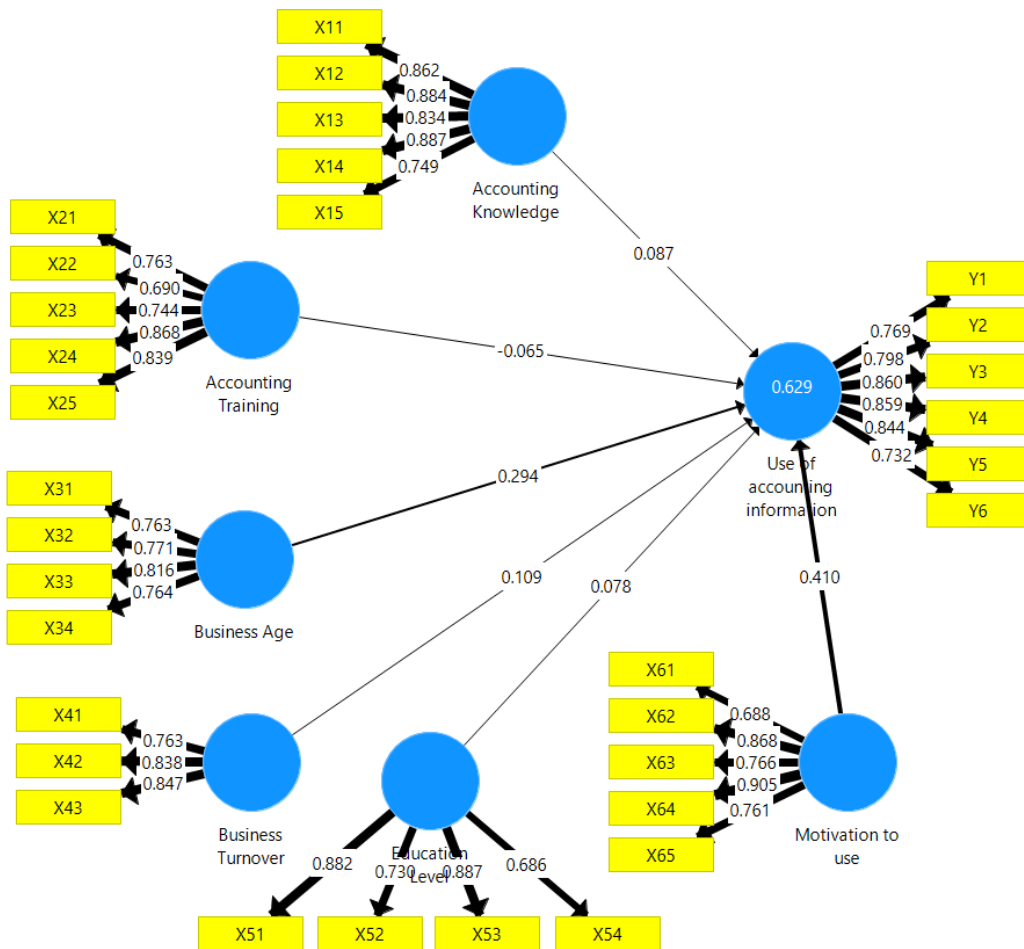 X11
X12
X13
X14
X15
0.862
0.884
0.834
0.887
0.749
Accounting
Knowledge
0.087
X21
X22
X23
X24
X25
0.763
0.690
0.744
0.868
0.839
Accounting
Training
-0.065
Y1
Y2
Y3
Y4
Y5
Y6
0.769
0.798
0.860
0.859
0.844
0.732
0.629
Use of
accounting
information
X31
X32
X33
X34
0.763
0.771
0.816
0.764
Business Age
0.294
0.109
0.078
0.410
X41
X42
X43
0.763
0.838
0.847
Business
Turnover
Education
Level
0.882
0.730
0.887
0.686
X51
X52
X53
X54
X61
X62
X63
X64
X65
0.688
0.868
0.766
0.905
0.761
Motivation to
use